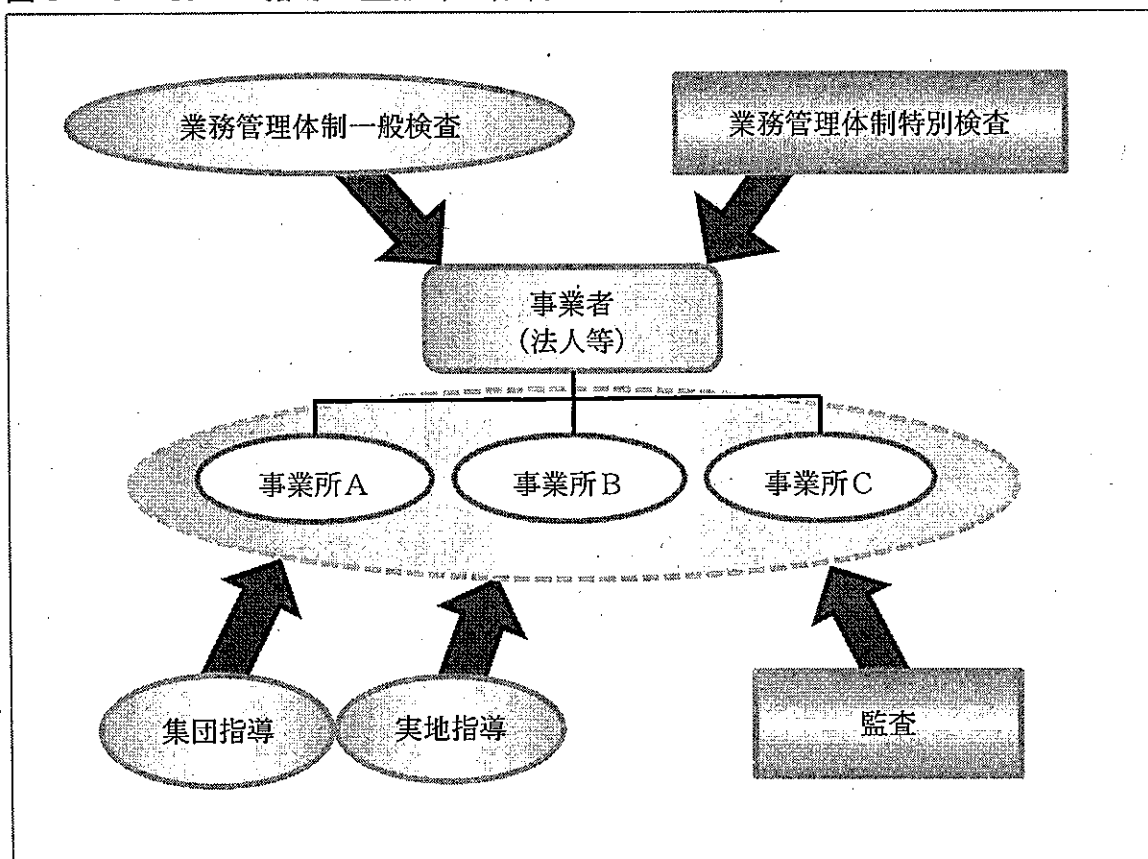 業務管理体制一般検査
業務管理体制特別検査
事業者
(法人等)
事業所A
事業所B
事業所C
集団指導
実地指導
監査